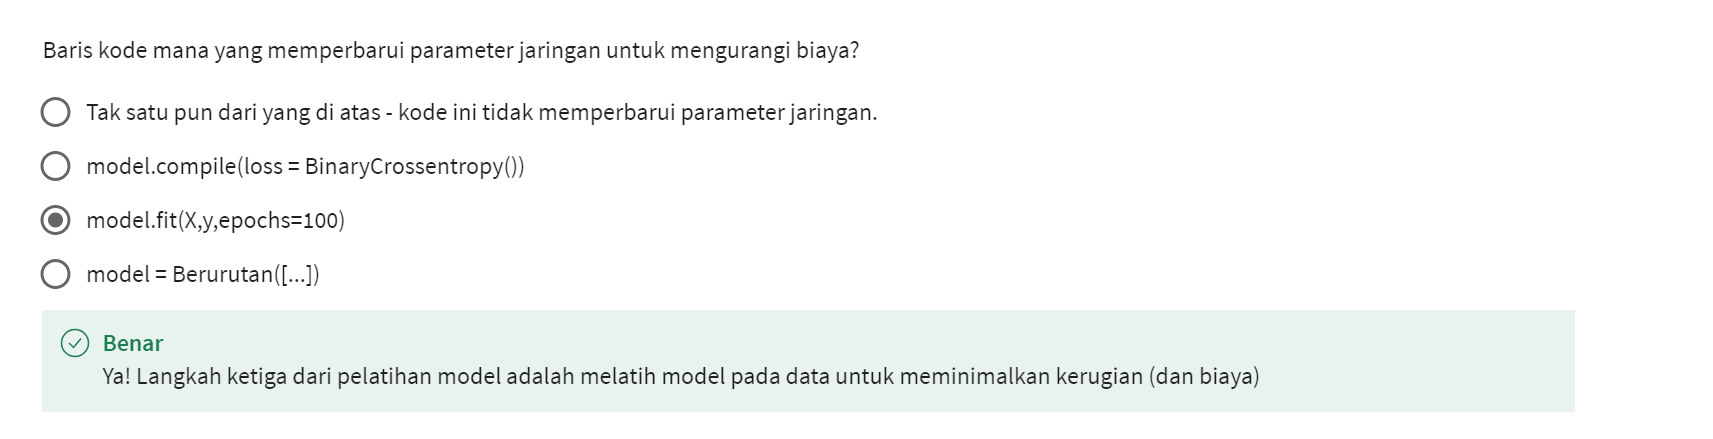 Baris kode mana yang memperbarui parameter jaringan untuk mengurangi biaya?
Tak satu pun dari yang di atas - kode ini tidak memperbarui parameter jaringan.
model.compile(loss = BinaryCrossentropy())
model.fit(X,y,epochs=100)
model = Berurutan([...])
Benar
Ya! Langkah ketiga dari pelatihan model adalah melatih model pada data untuk meminimalkan kerugian (dan biaya)